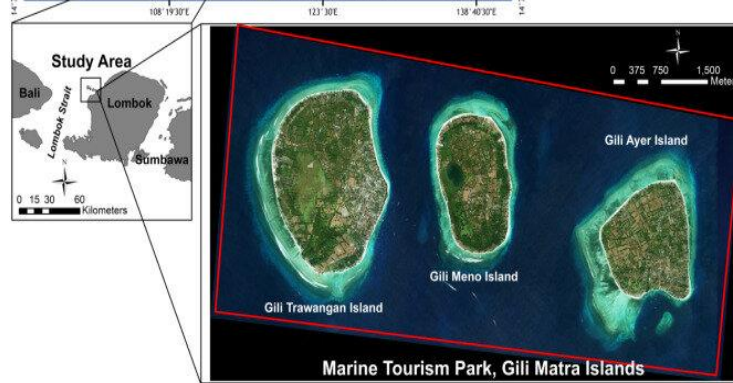 108°19'30"E
123°30'E
138°40'30"E
Study Area
Bali
Lombok Strait
Lombok
Sumbawa
N
0 15 30 60
Kilometers
N
0 375 750 1,500
Meter
Gili Ayer Island
Gili Meno Island
Gili Trawangan Island
Marine Tourism Park, Gili Matra Islands